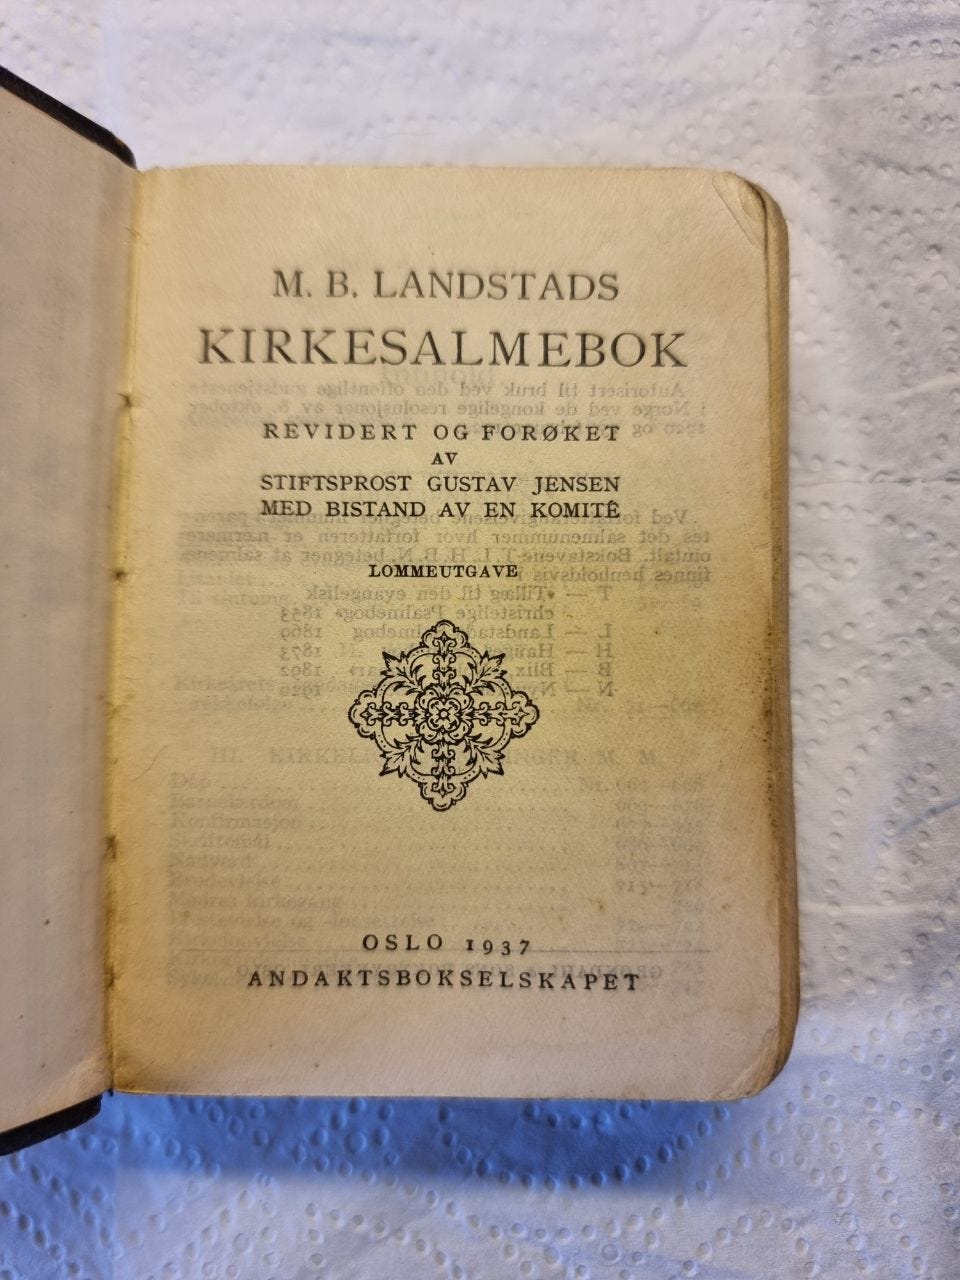 M. B. LANDSTADS
KIRKESALMEBOK
REVIDERT OG FORØKET
AV
STIFTSPROST GUSTAV JENSEN
MED BISTAND AV EN KOMITÉ
LOMMEUTGAVE
OSLO 1937
ANDAKTSBOKSELSKAPET